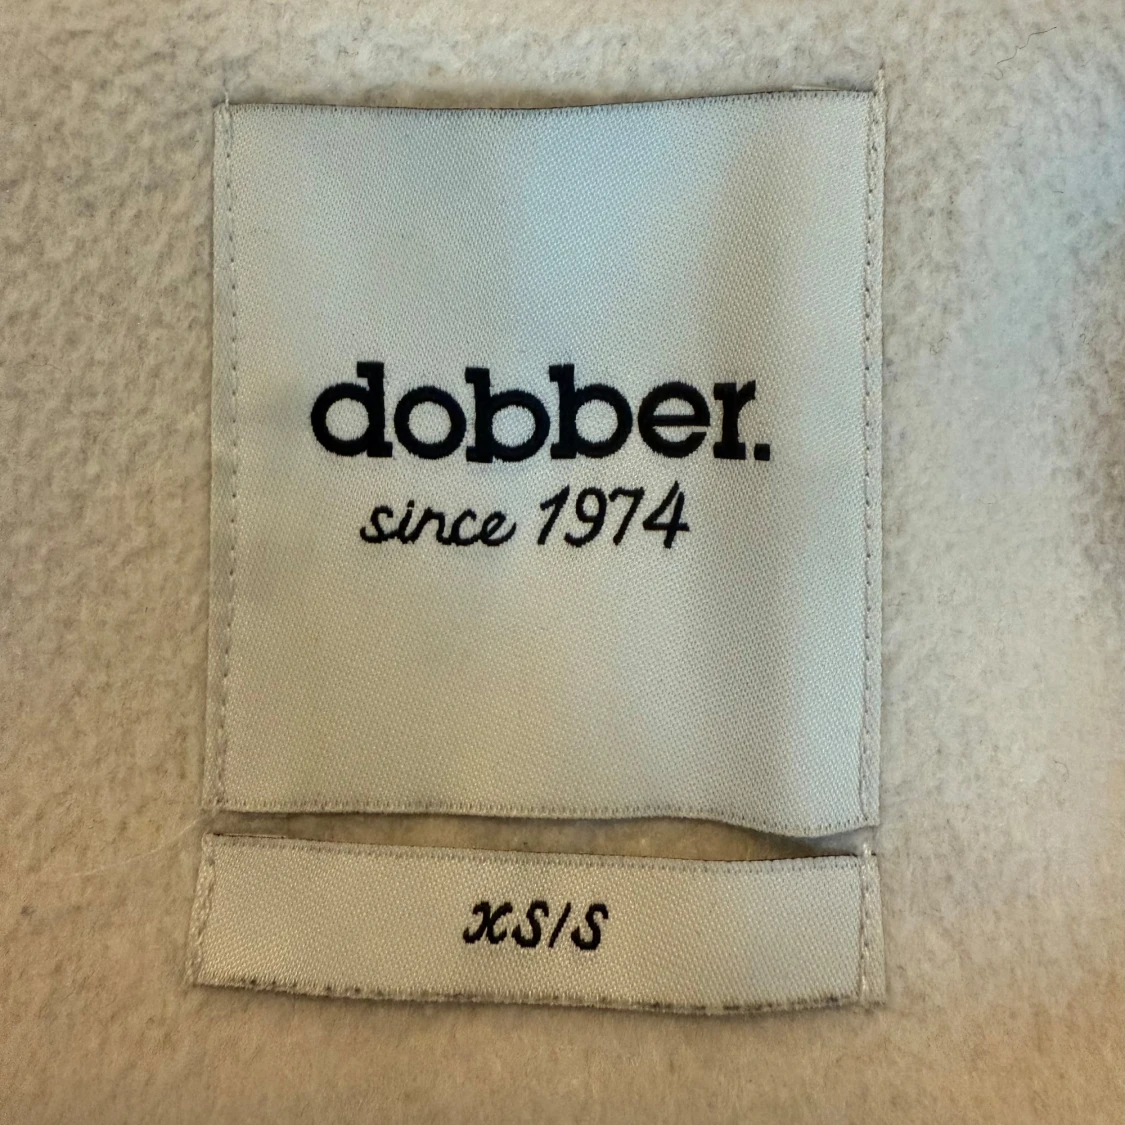 dobber.
since 1974
XS/S